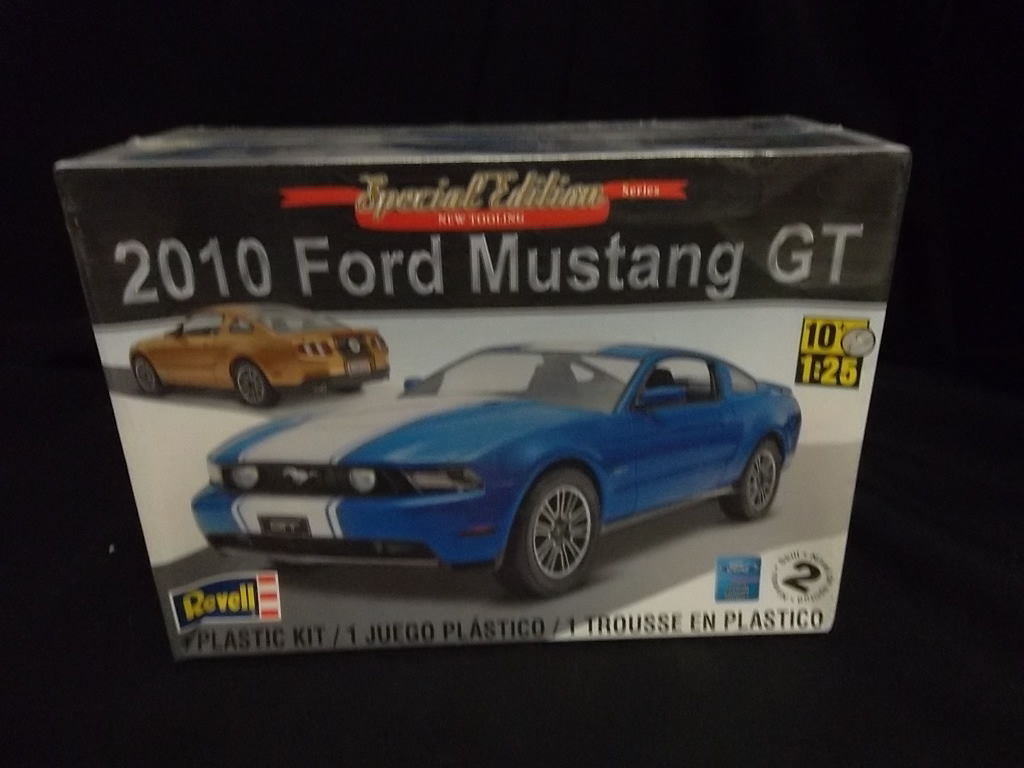 Special Edition Series
NEW TOOLING
2010 Ford Mustang GT
10+
1:25
GT
Revell
2
PLASTIC KIT / 1 JUEGO PLÁSTICO / 1 TROUSSE EN PLASTICO